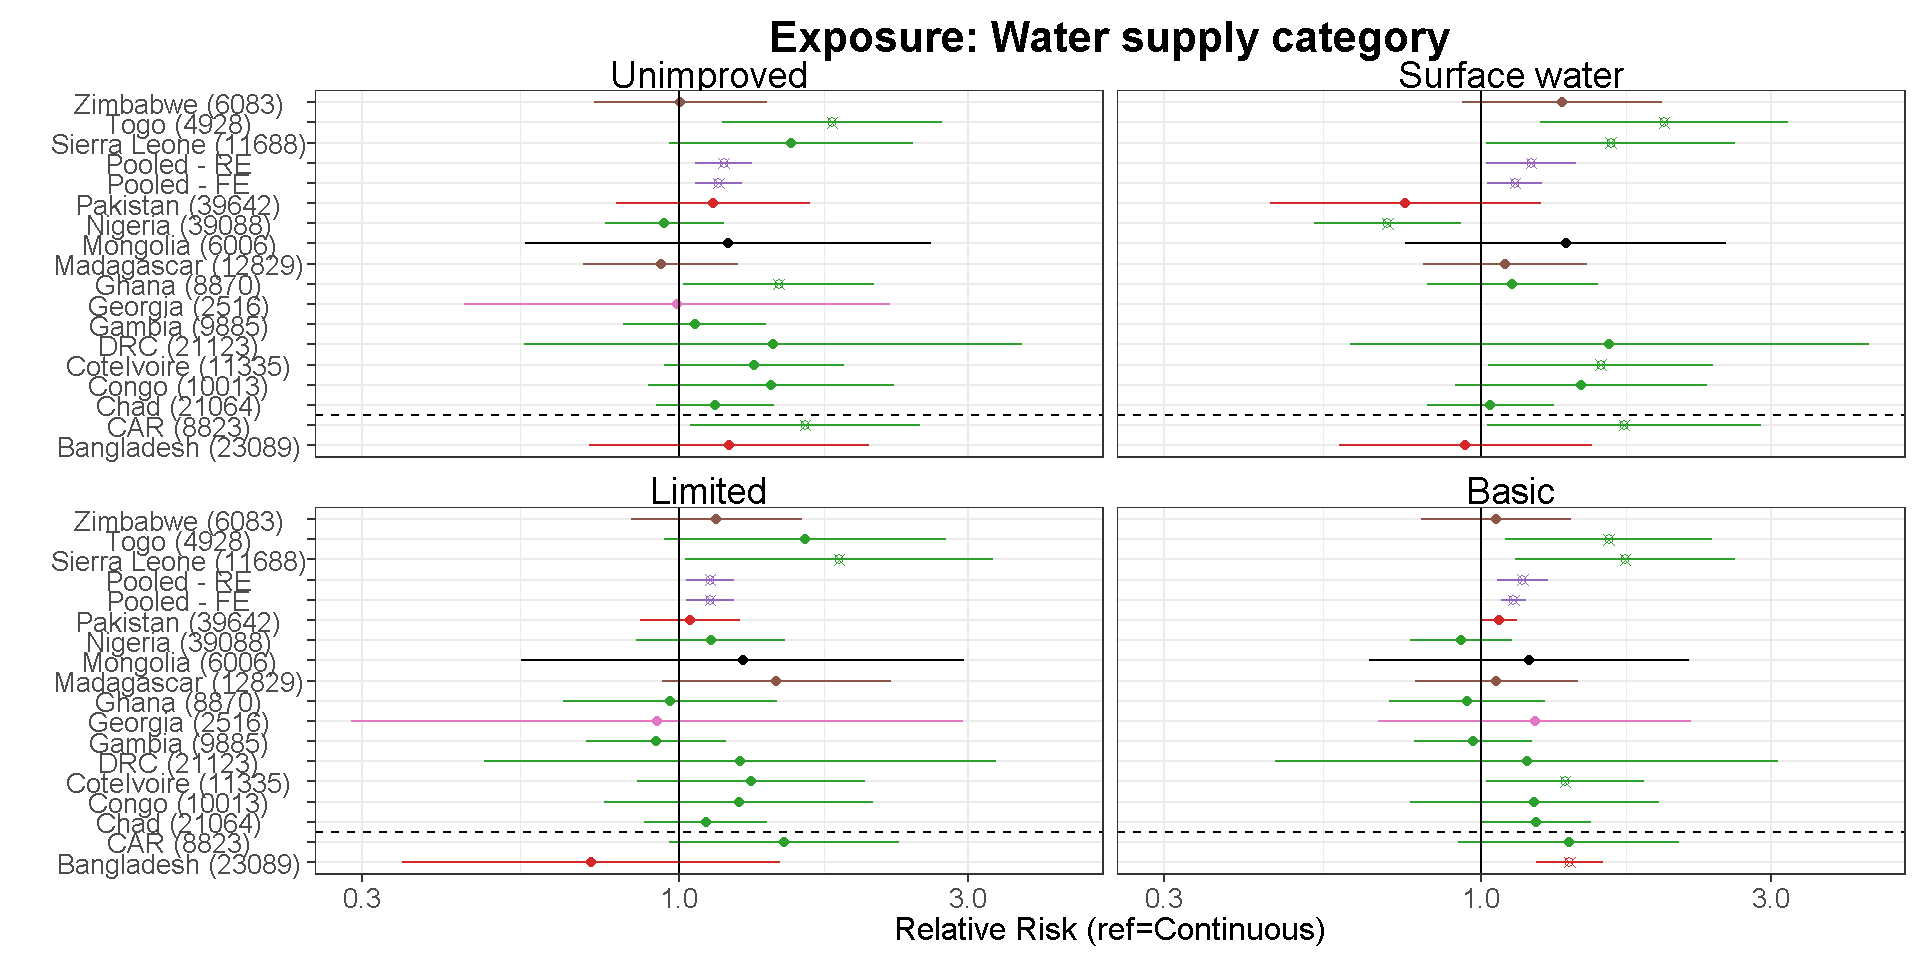 Exposure: Water supply category
Unimproved
Surface water
Zimbabwe (6083)
Togo (4928)
Sierra Leone (11688)
Pooled - RE
Pooled - FE
Pakistan (39642)
Nigeria (39088)
Mongolia (6006)
Madagascar (12829)
Ghana (8870)
Georgia (2516)
Gambia (9885)
DRC (21123)
CoteIvoire (11335)
Congo (10013)
Chad (21064)
CAR (8823)
Bangladesh (23089)
Limited
Basic
Zimbabwe (6083)
Togo (4928)
Sierra Leone (11688)
Pooled - RE
Pooled - FE
Pakistan (39642)
Nigeria (39088)
Mongolia (6006)
Madagascar (12829)
Ghana (8870)
Georgia (2516)
Gambia (9885)
DRC (21123)
CoteIvoire (11335)
Congo (10013)
Chad (21064)
CAR (8823)
Bangladesh (23089)
0.3 1.0 3.0 0.3 1.0 3.0
Relative Risk (ref=Continuous)